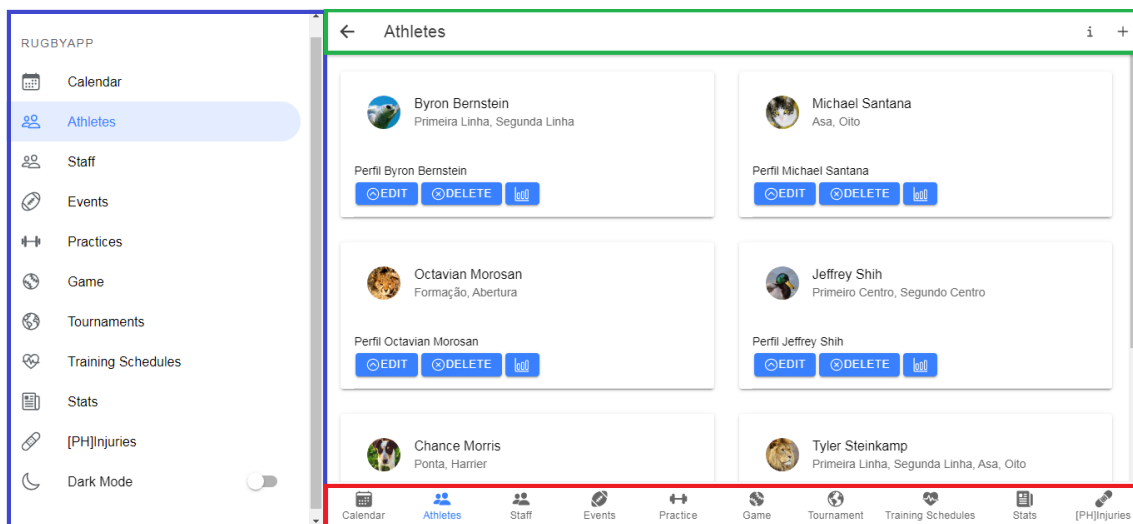 RUGBYAPP
Calendar
Athletes
Staff
Events
Practices
Game
Tournaments
Training Schedules
Stats
[PH]Injuries
Dark Mode
Athletes
i +
Byron Bernstein
Primeira Linha, Segunda Linha
Perfil Byron Bernstein
EDIT DELETE
Michael Santana
Asa, Oito
Perfil Michael Santana
EDIT DELETE
Octavian Morosan
Formação, Abertura
Perfil Octavian Morosan
EDIT DELETE
Jeffrey Shih
Primeiro Centro, Segundo Centro
Perfil Jeffrey Shih
EDIT DELETE
Chance Morris
Ponta, Harrier
Tyler Steinkamp
Primeira Linha, Segunda Linha, Asa, Oito
Calendar Athletes Staff Events Practice Game Tournament Training Schedules Stats [PH]Injuries